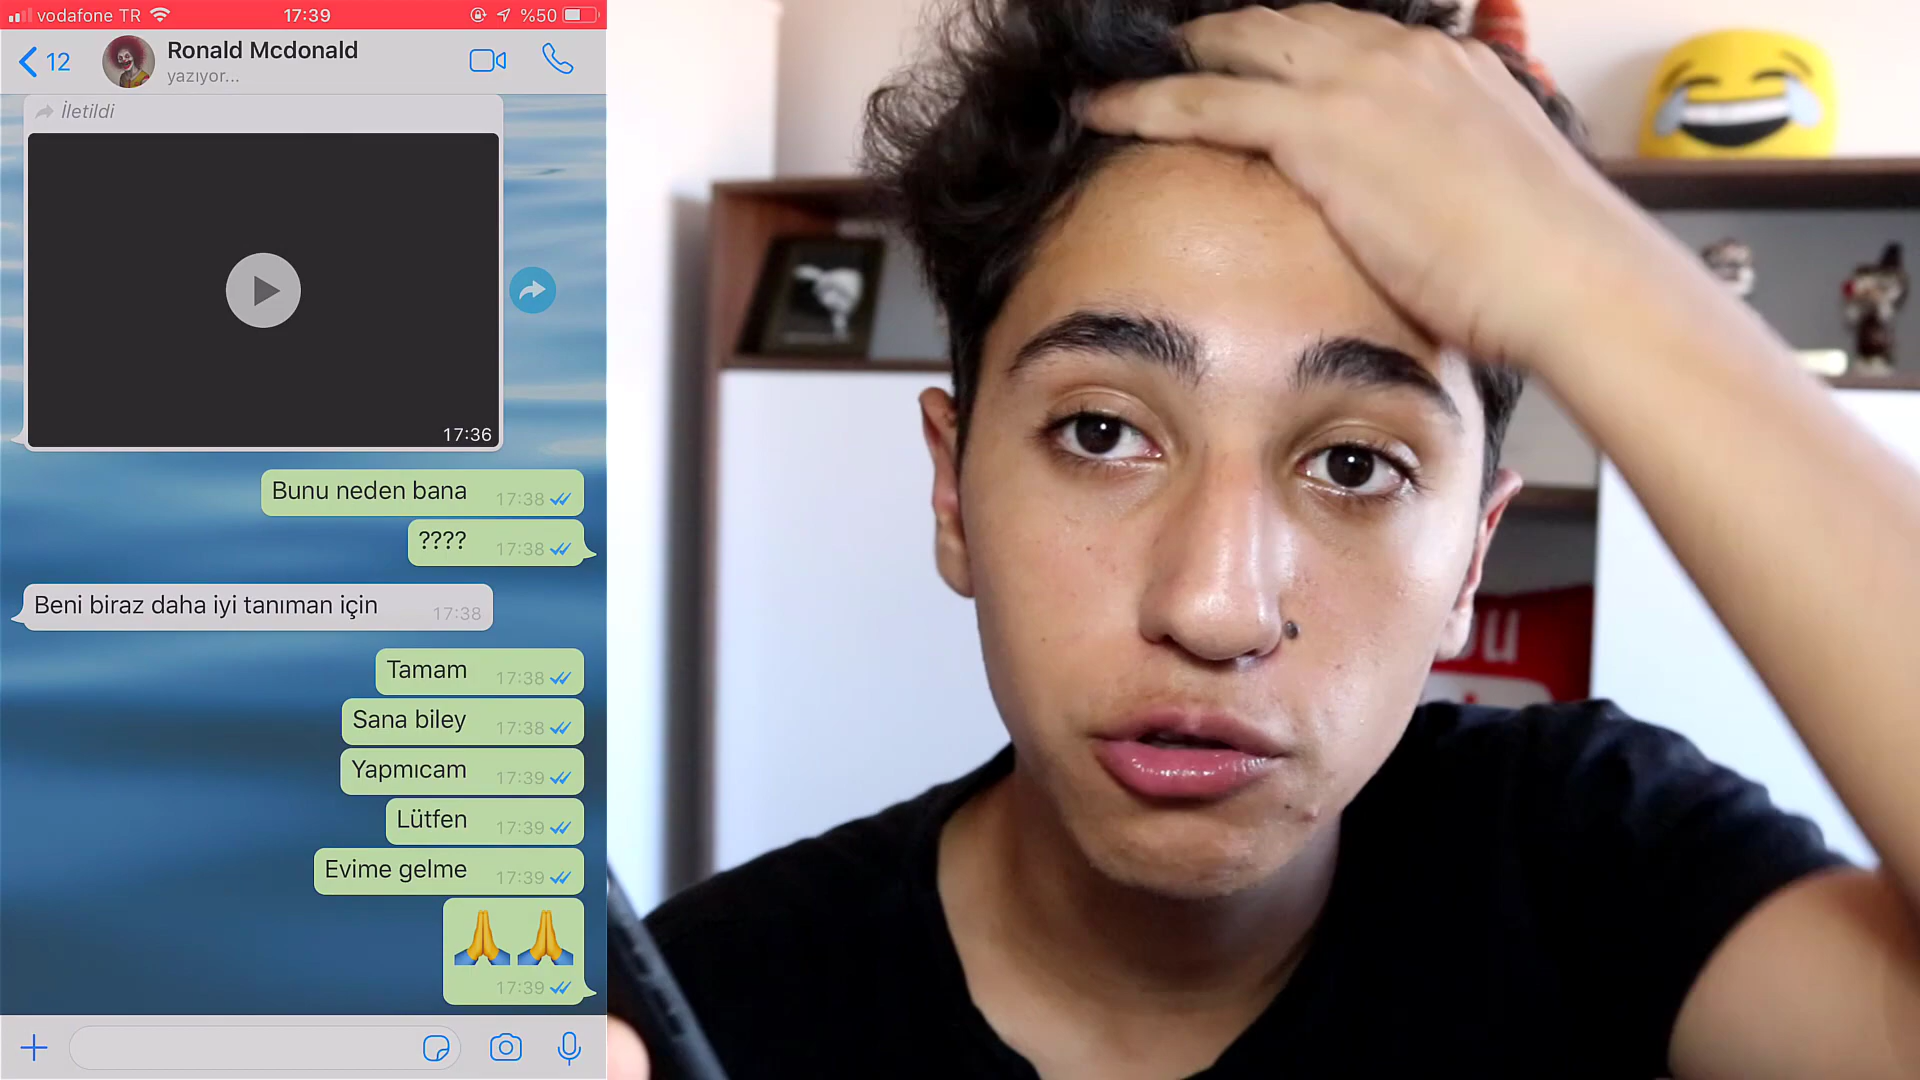 vodafone TR 17:39 %50
12 Ronald Mcdonald
yazıyor...
İletildi
17:36
Bunu neden bana 17:38
???? 17:38
Beni biraz daha iyi tanıman için 17:38
Tamam 17:38
Sana biley 17:38
Yapmıcam 17:39
Lütfen 17:39
Evime gelme 17:39
🙏🙏
17:39